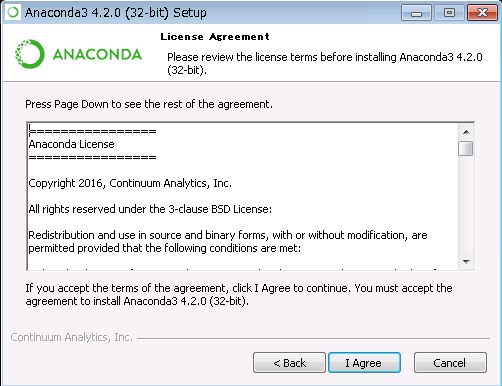 Anaconda3 4.2.0 (32-bit) Setup
ANACONDA
License Agreement
Please review the license terms before installing Anaconda3 4.2.0
(32-bit).
Press Page Down to see the rest of the agreement.
================
Anaconda License
================
Copyright 2016, Continuum Analytics, Inc.
All rights reserved under the 3-clause BSD License:
Redistribution and use in source and binary forms, with or without modification, are
permitted provided that the following conditions are met:
If you accept the terms of the agreement, click I Agree to continue. You must accept the
agreement to install Anaconda3 4.2.0 (32-bit).
Continuum Analytics, Inc.
< Back
I Agree
Cancel